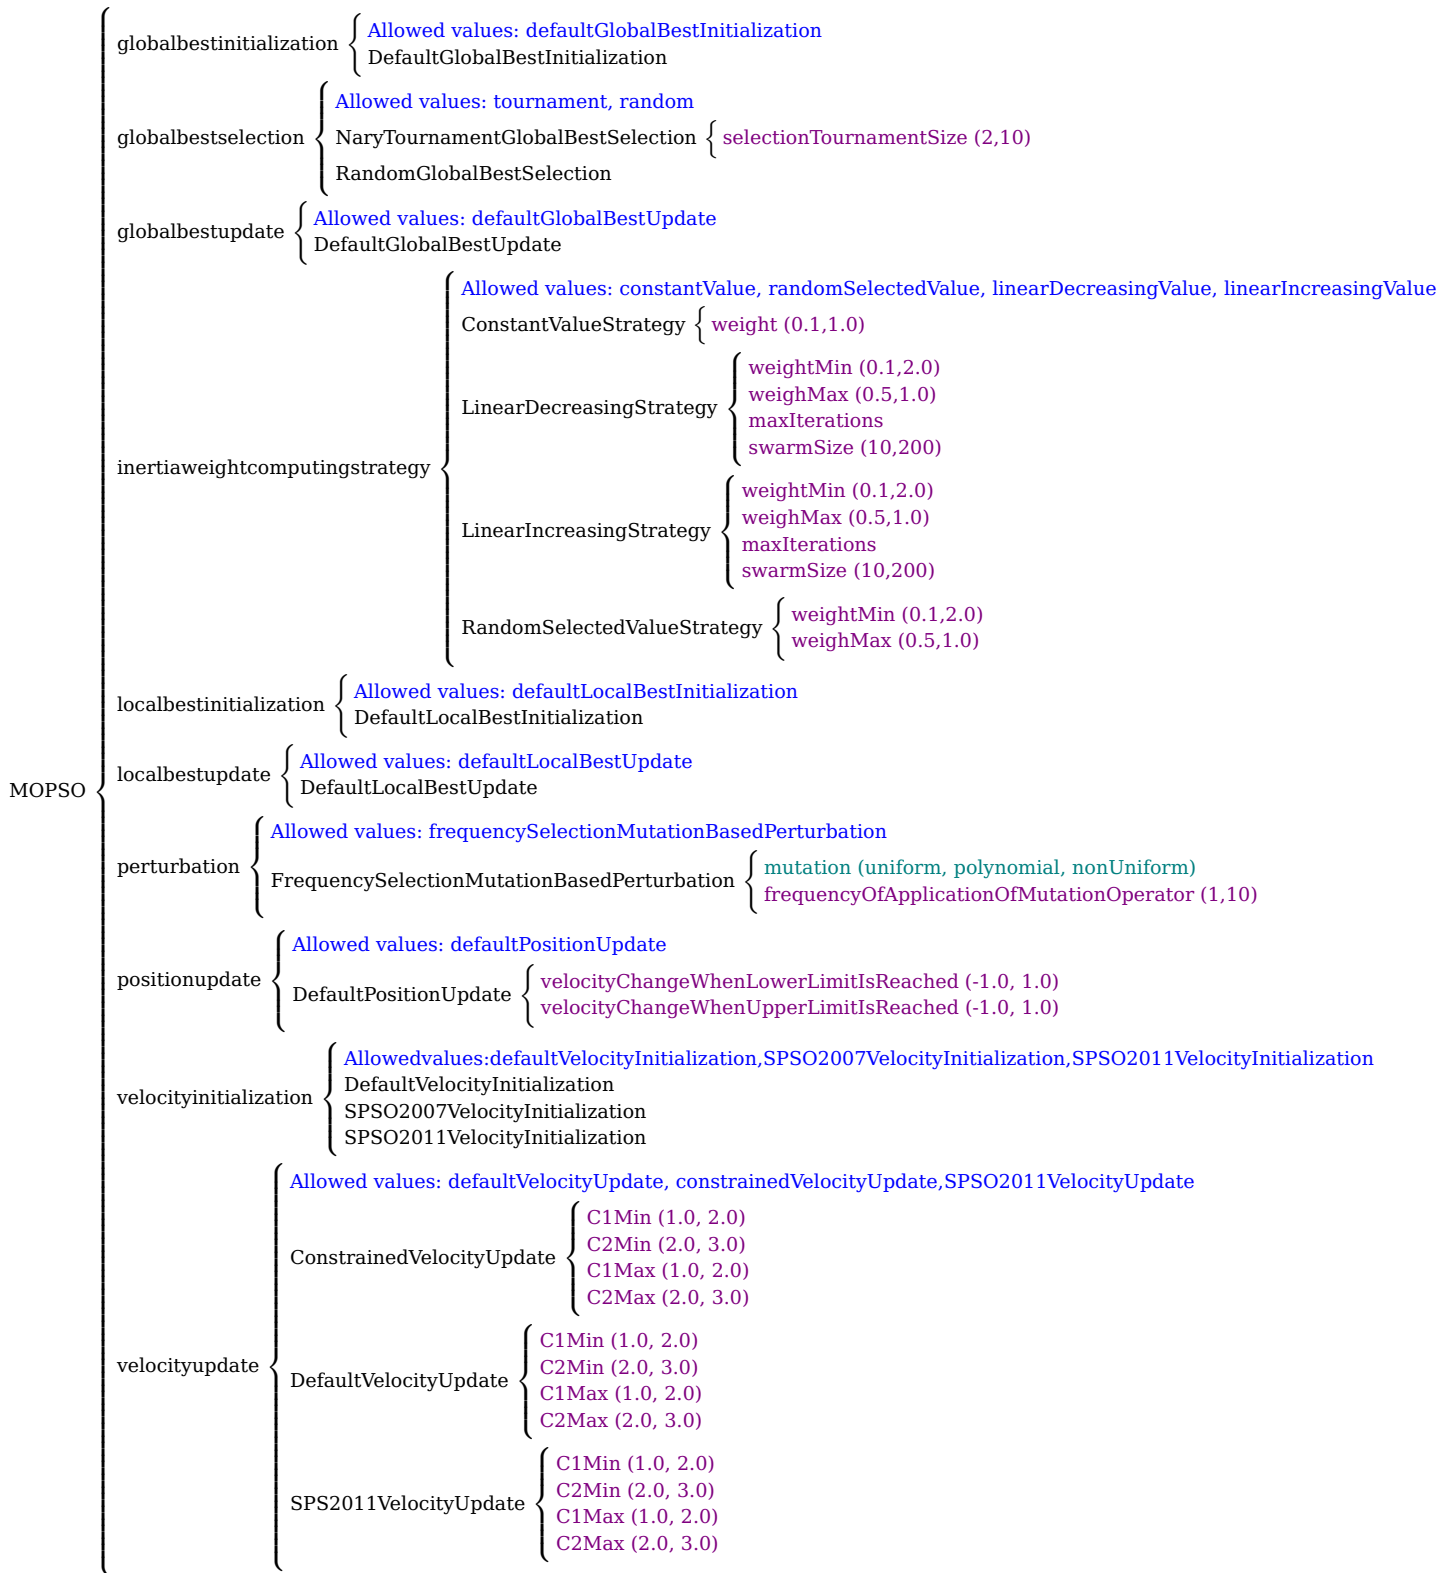 MOPSO
globalbestinitialization
Allowed values: defaultGlobalBestInitialization
DefaultGlobalBestInitialization
globalbestselection
Allowed values: tournament, random
NaryTournamentGlobalBestSelection
selectionTournamentSize (2,10)
RandomGlobalBestSelection
globalbestupdate
Allowed values: defaultGlobalBestUpdate
DefaultGlobalBestUpdate
inertiaweightcomputingstrategy
Allowed values: constantValue, randomSelectedValue, linearDecreasingValue, linearIncreasingValue
ConstantValueStrategy
weight (0.1,1.0)
LinearDecreasingStrategy
weightMin (0.1,2.0)
weighMax (0.5,1.0)
maxIterations
swarmSize (10,200)
LinearIncreasingStrategy
weightMin (0.1,2.0)
weighMax (0.5,1.0)
maxIterations
swarmSize (10,200)
RandomSelectedValueStrategy
weightMin (0.1,2.0)
weighMax (0.5,1.0)
localbestinitialization
Allowed values: defaultLocalBestInitialization
DefaultLocalBestInitialization
localbestupdate
Allowed values: defaultLocalBestUpdate
DefaultLocalBestUpdate
perturbation
Allowed values: frequencySelectionMutationBasedPerturbation
FrequencySelectionMutationBasedPerturbation
mutation (uniform, polynomial, nonUniform)
frequencyOfApplicationOfMutationOperator (1,10)
positionupdate
Allowed values: defaultPositionUpdate
DefaultPositionUpdate
velocityChangeWhenLowerLimitIsReached (-1.0, 1.0)
velocityChangeWhenUpperLimitIsReached (-1.0, 1.0)
velocityinitialization
Allowedvalues:defaultVelocityInitialization,SPSO2007VelocityInitialization,SPSO2011VelocityInitialization
DefaultVelocityInitialization
SPSO2007VelocityInitialization
SPSO2011VelocityInitialization
velocityupdate
Allowed values: defaultVelocityUpdate, constrainedVelocityUpdate,SPSO2011VelocityUpdate
ConstrainedVelocityUpdate
C1Min (1.0, 2.0)
C2Min (2.0, 3.0)
C1Max (1.0, 2.0)
C2Max (2.0, 3.0)
DefaultVelocityUpdate
C1Min (1.0, 2.0)
C2Min (2.0, 3.0)
C1Max (1.0, 2.0)
C2Max (2.0, 3.0)
SPS2011VelocityUpdate
C1Min (1.0, 2.0)
C2Min (2.0, 3.0)
C1Max (1.0, 2.0)
C2Max (2.0, 3.0)